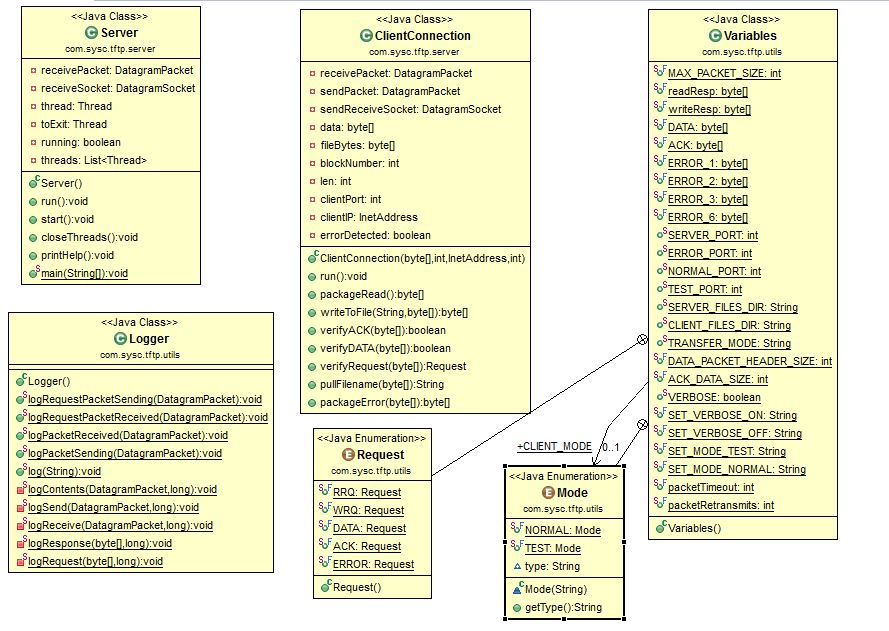 <<Java Class>>
Server
com.sysc.tftp.server
receivePacket: DatagramPacket
receiveSocket: DatagramSocket
thread: Thread
toExit: Thread
running: boolean
threads: List<Thread>
Server()
run():void
start():void
closeThreads():void
printHelp():void
main(String[]):void
<<Java Class>>
ClientConnection
com.sysc.tftp.server
receivePacket: DatagramPacket
sendPacket: DatagramPacket
sendReceiveSocket: DatagramSocket
data: byte[]
fileBytes: byte[]
blockNumber: int
len: int
clientPort: int
clientIP: InetAddress
errorDetected: boolean
ClientConnection(byte[],int,InetAddress,int)
run():void
packageRead():byte[]
writeToFile(String,byte[]):byte[]
verifyACK(byte[]):boolean
verifyDATA(byte[]):boolean
verifyRequest(byte[]):Request
pullFilename(byte[]):String
packageError(byte[]):byte[]
<<Java Class>>
Variables
com.sysc.tftp.utils
MAX_PACKET_SIZE: int
readResp: byte[]
writeResp: byte[]
DATA: byte[]
ACK: byte[]
ERROR_1: byte[]
ERROR_2: byte[]
ERROR_3: byte[]
ERROR_6: byte[]
SERVER_PORT: int
ERROR_PORT: int
NORMAL_PORT: int
TEST_PORT: int
SERVER_FILES_DIR: String
CLIENT_FILES_DIR: String
TRANSFER_MODE: String
DATA_PACKET_HEADER_SIZE: int
ACK_DATA_SIZE: int
VERBOSE: boolean
SET_VERBOSE_ON: String
SET_VERBOSE_OFF: String
SET_MODE_TEST: String
SET_MODE_NORMAL: String
packetTimeout: int
packetRetransmits: int
Variables()
<<Java Class>>
Logger
com.sysc.tftp.utils
Logger()
logRequestPacketSending(DatagramPacket):void
logRequestPacketReceived(DatagramPacket):void
logPacketReceived(DatagramPacket):void
logPacketSending(DatagramPacket):void
log(String):void
logContents(DatagramPacket,long):void
logSend(DatagramPacket,long):void
logReceive(DatagramPacket,long):void
logResponse(byte[],long):void
logRequest(byte[],long):void
<<Java Enumeration>>
Request
com.sysc.tftp.utils
RRQ: Request
WRQ: Request
DATA: Request
ACK: Request
ERROR: Request
Request()
+CLIENT_MODE 0..1
<<Java Enumeration>>
Mode
com.sysc.tftp.utils
NORMAL: Mode
TEST: Mode
type: String
Mode(String)
getType():String